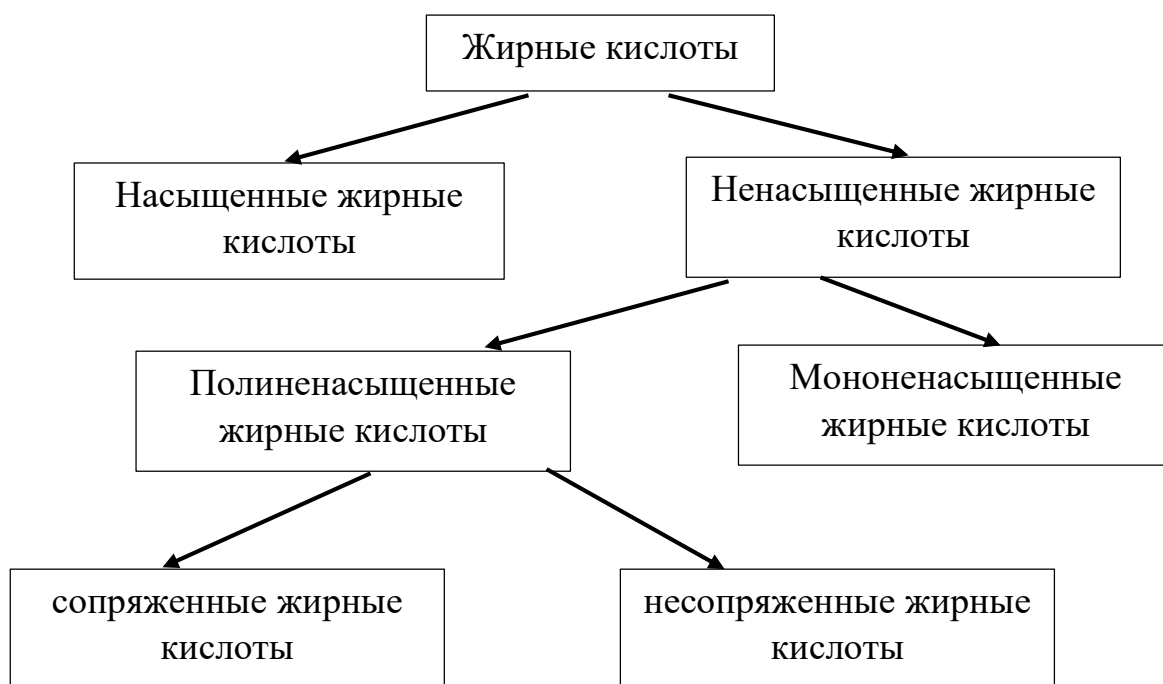 Жирные кислоты
Насыщенные жирные
кислоты
Ненасыщенные жирные
кислоты
Полиненасыщенные
жирные кислоты
Мононенасыщенные
жирные кислоты
сопряженные жирные
кислоты
несопряженные жирные
кислоты